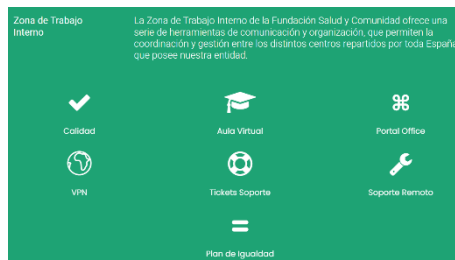 Zona de Trabajo
Interno
La Zona de Trabajo Interno de la Fundación Salud y Comunidad ofrece una
serie de herramientas de comunicación y organización, que permiten la
coordinación y gestión entre los distintos centros repartidos por toda España
que posee nuestra entidad.
Calidad
Aula Virtual
Portal Office
VPN
Tickets Soporte
Soporte Remoto
Plan de Igualdad